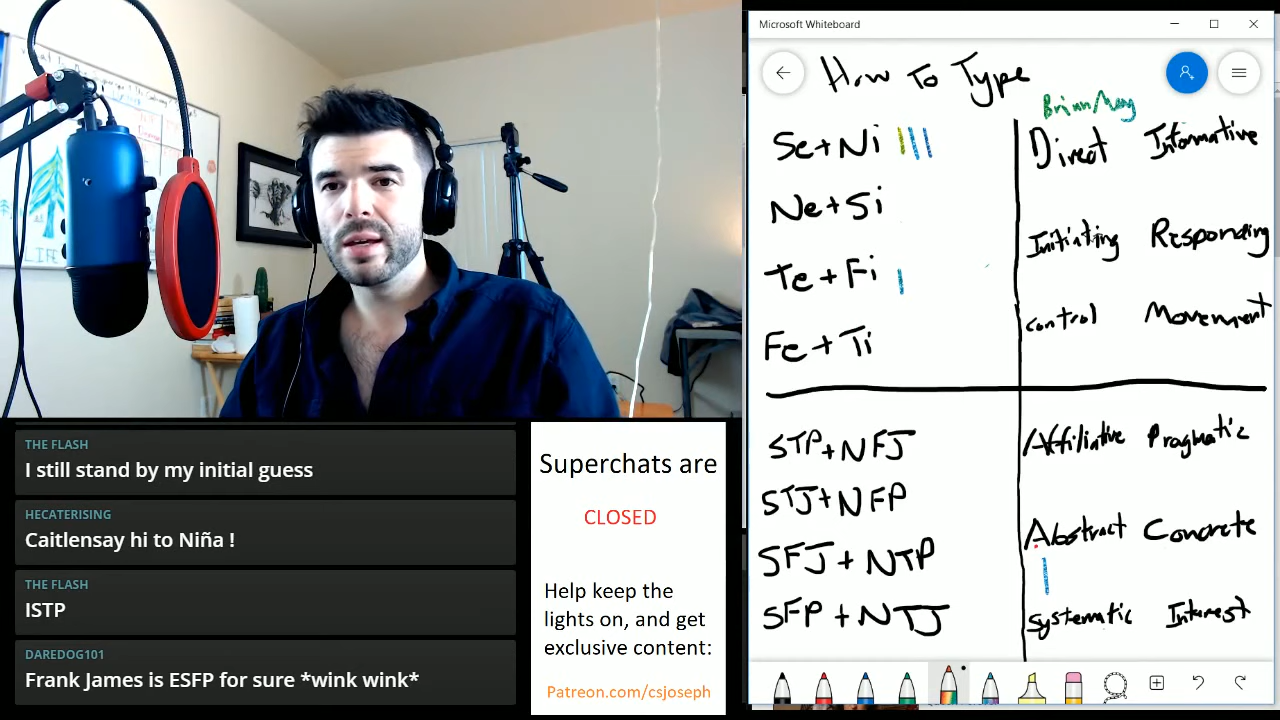 Microsoft Whiteboard
How To Type
Brian May
Se+Ni
Direct Informative
Ne+Si
Initiating Responding
Te + Fi
control Movement
Fe + Ti
STP+NFJ
Affiliative Pragmatic
STJ+NFP
SFJ + NTP
Abstract Concrete
SFP + NTJ
Systematic Interest
THE FLASH
I still stand by my initial guess
HECATERISING
Caitlensay hi to Niña !
THE FLASH
ISTP
DAREDOG101
Frank James is ESFP for sure *wink wink*
Superchats are
CLOSED
Help keep the
lights on, and get
exclusive content:
Patreon.com/csjoseph
LIFE